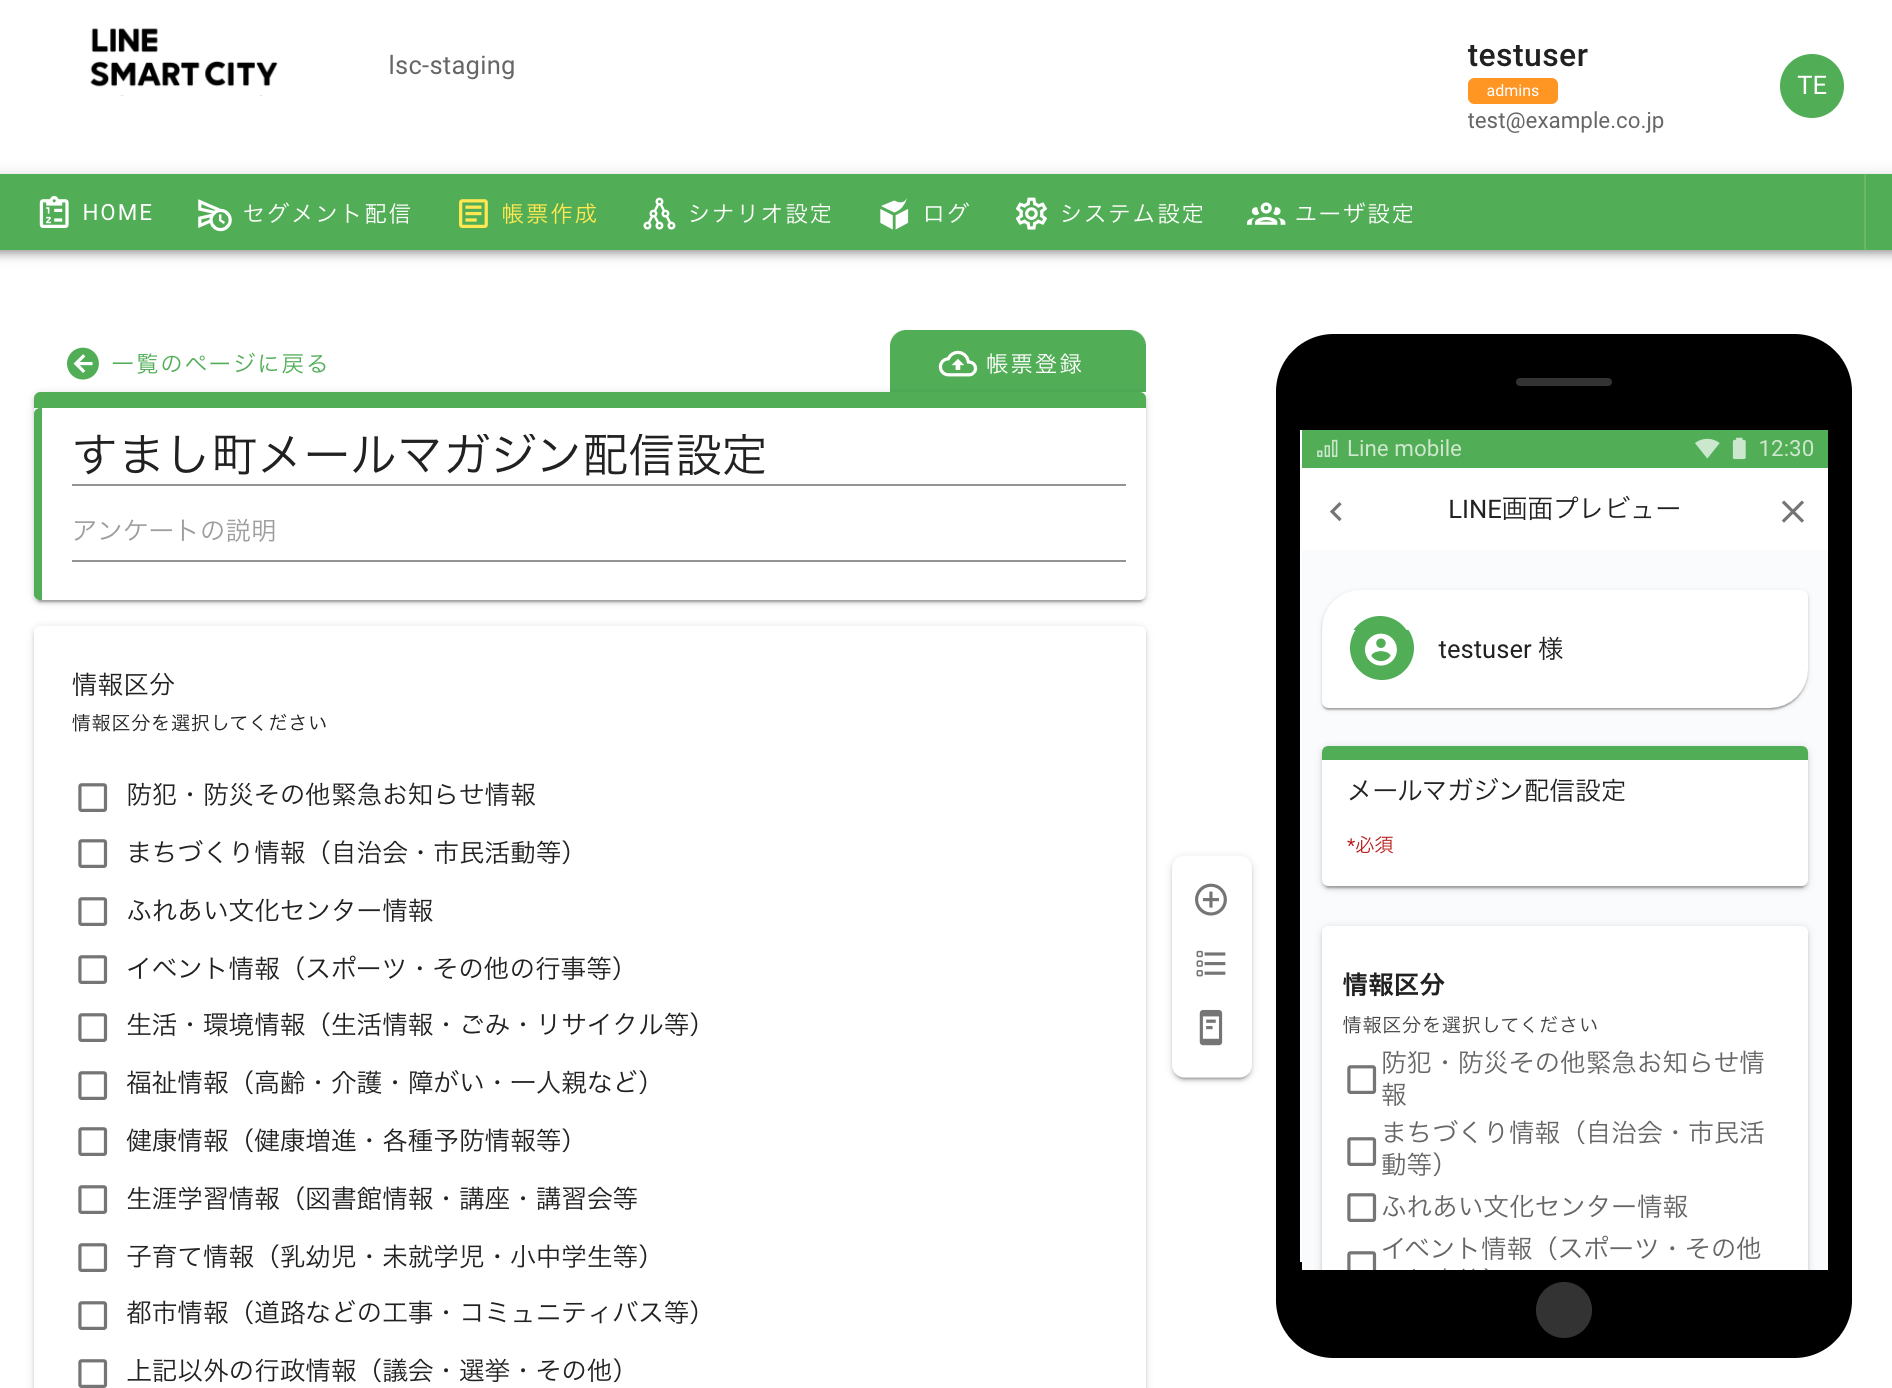 LINE
SMART CITY
lsc-staging
testuser
admins
test@example.co.jp
TE
HOME
セグメント配信
帳票作成
シナリオ設定
ログ
システム設定
ユーザ設定
一覧のページに戻る
帳票登録
すまし町メールマガジン配信設定
アンケートの説明
情報区分
情報区分を選択してください
防犯・防災その他緊急お知らせ情報
まちづくり情報（自治会・市民活動等）
ふれあい文化センター情報
イベント情報（スポーツ・その他の行事等）
生活・環境情報（生活情報・ごみ・リサイクル等）
福祉情報（高齢・介護・障がい・一人親など）
健康情報（健康増進・各種予防情報等）
生涯学習情報（図書館情報・講座・講習会等
子育て情報（乳幼児・未就学児・小中学生等）
都市情報（道路などの工事・コミュニティバス等）
上記以外の行政情報（議会・選挙・その他）
Line mobile
12:30
LINE画面プレビュー
testuser 様
メールマガジン配信設定
*必須
情報区分
情報区分を選択してください
防犯・防災その他緊急お知らせ情
報
まちづくり情報（自治会・市民活
動等）
ふれあい文化センター情報
イベント情報（スポーツ・その他